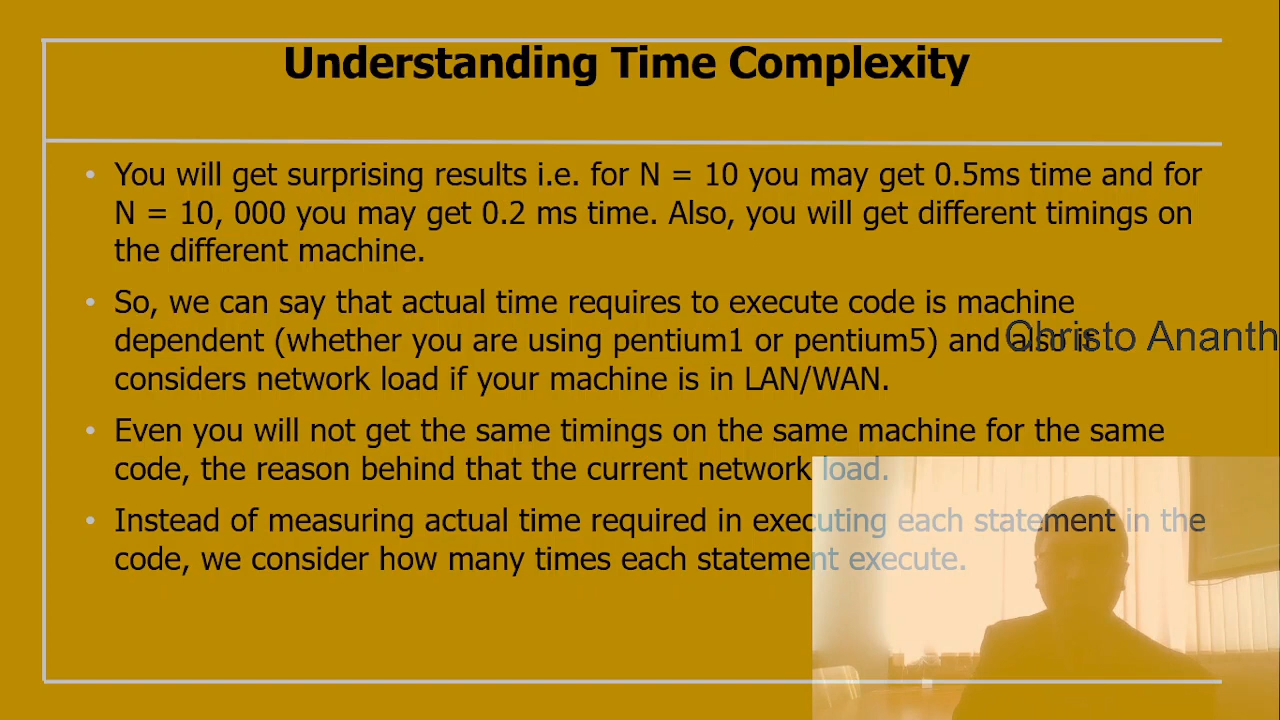 Understanding Time Complexity
• You will get surprising results i.e. for N = 10 you may get 0.5ms time and for
N = 10, 000 you may get 0.2 ms time. Also, you will get different timings on
the different machine.
• So, we can say that actual time requires to execute code is machine
dependent (whether you are using pentium1 or pentium5) and also is
Christo Ananth
considers network load if your machine is in LAN/WAN.
• Even you will not get the same timings on the same machine for the same
code, the reason behind that the current network load.
• Instead of measuring actual time required in executing each statement in the
code, we consider how many times each statement execute.